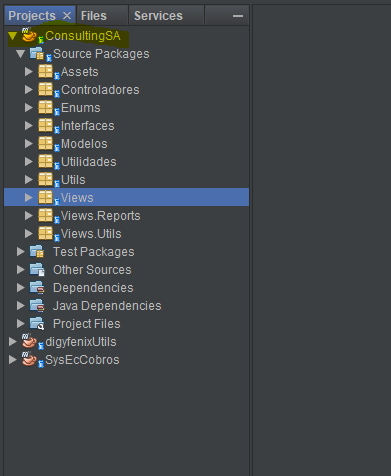 Projects Files Services
ConsultingSA
Source Packages
Assets
Controladores
Enums
Interfaces
Modelos
Utilidades
Utils
Views
Views.Reports
Views.Utils
Test Packages
Other Sources
Dependencies
Java Dependencies
Project Files
digyfenixUtils
SysEcCobros